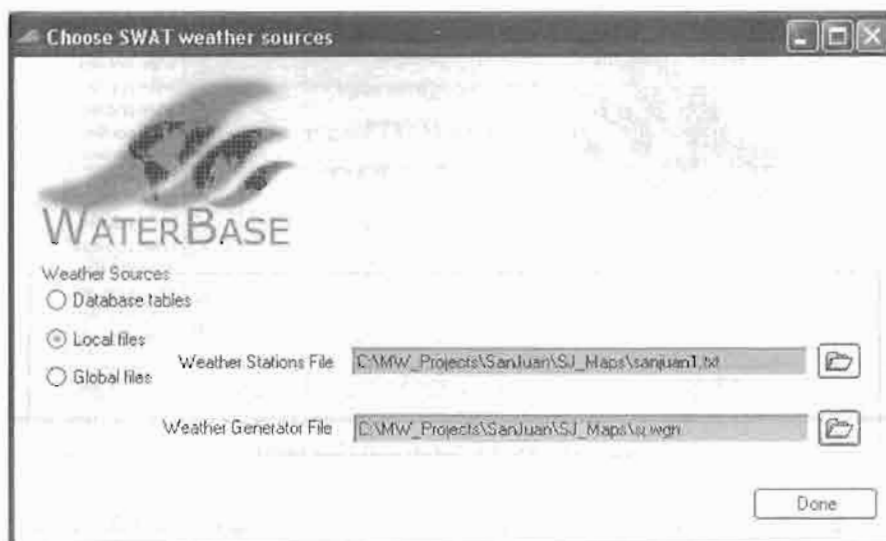 Choose SWAT weather sources
WATERBASE
Weather Sources
Database tables
Local files
Weather Stations File C:\MW_Projects\SanJuan\SJ_Maps\sanjuan1.txt
Global files
Weather Generator File C:\MW_Projects\SanJuan\SJ_Maps\sj.wgn
Done